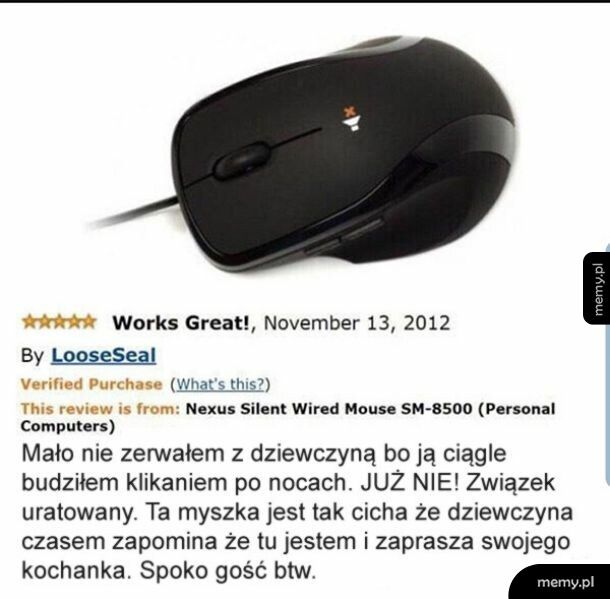 ☆☆☆☆☆ Works Great!, November 13, 2012
By LooseSeal
Verified Purchase (What's this?)
This review is from: Nexus Silent Wired Mouse SM-8500 (Personal
Computers)
Mało nie zerwałem z dziewczyną bo ją ciągle
budziłem klikaniem po nocach. JUŻ NIE! Związek
uratowany. Ta myszka jest tak cicha że dziewczyna
czasem zapomina że tu jestem i zaprasza swojego
kochanka. Spoko gość btw.
memy.pl
memy.pl